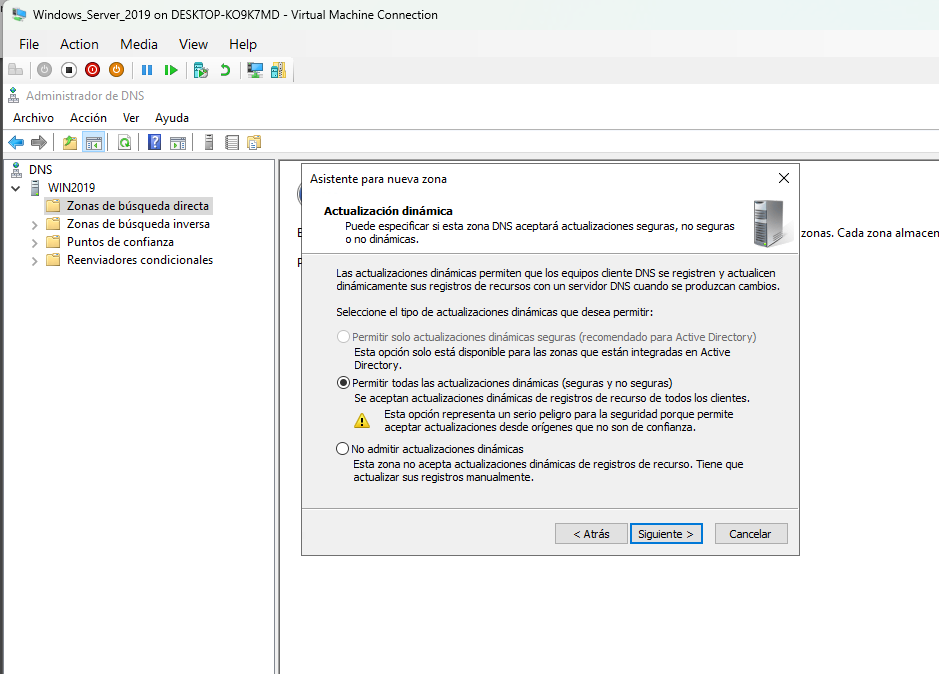 Windows_Server_2019 on DESKTOP-KO9K7MD - Virtual Machine Connection
File Action Media View Help
Administrador de DNS
Archivo Acción Ver Ayuda
DNS
WIN2019
Zonas de búsqueda directa
Zonas de búsqueda inversa
Puntos de confianza
Reenviadores condicionales
zonas. Cada zona almacen
Asistente para nueva zona
Actualización dinámica
Puede especificar si esta zona DNS aceptará actualizaciones seguras, no seguras
o no dinámicas.
Las actualizaciones dinámicas permiten que los equipos cliente DNS se registren y actualicen
dinámicamente sus registros de recursos con un servidor DNS cuando se produzcan cambios.
Seleccione el tipo de actualizaciones dinámicas que desea permitir:
Permitir solo actualizaciones dinámicas seguras (recomendado para Active Directory)
Esta opción solo está disponible para las zonas que están integradas en Active
Directory.
Permitir todas las actualizaciones dinámicas (seguras y no seguras)
Se aceptan actualizaciones dinámicas de registros de recurso de todos los clientes.
Esta opción representa un serio peligro para la seguridad porque permite
aceptar actualizaciones desde orígenes que no son de confianza.
No admitir actualizaciones dinámicas
Esta zona no acepta actualizaciones dinámicas de registros de recurso. Tiene que
actualizar sus registros manualmente.
< Atrás Siguiente > Cancelar